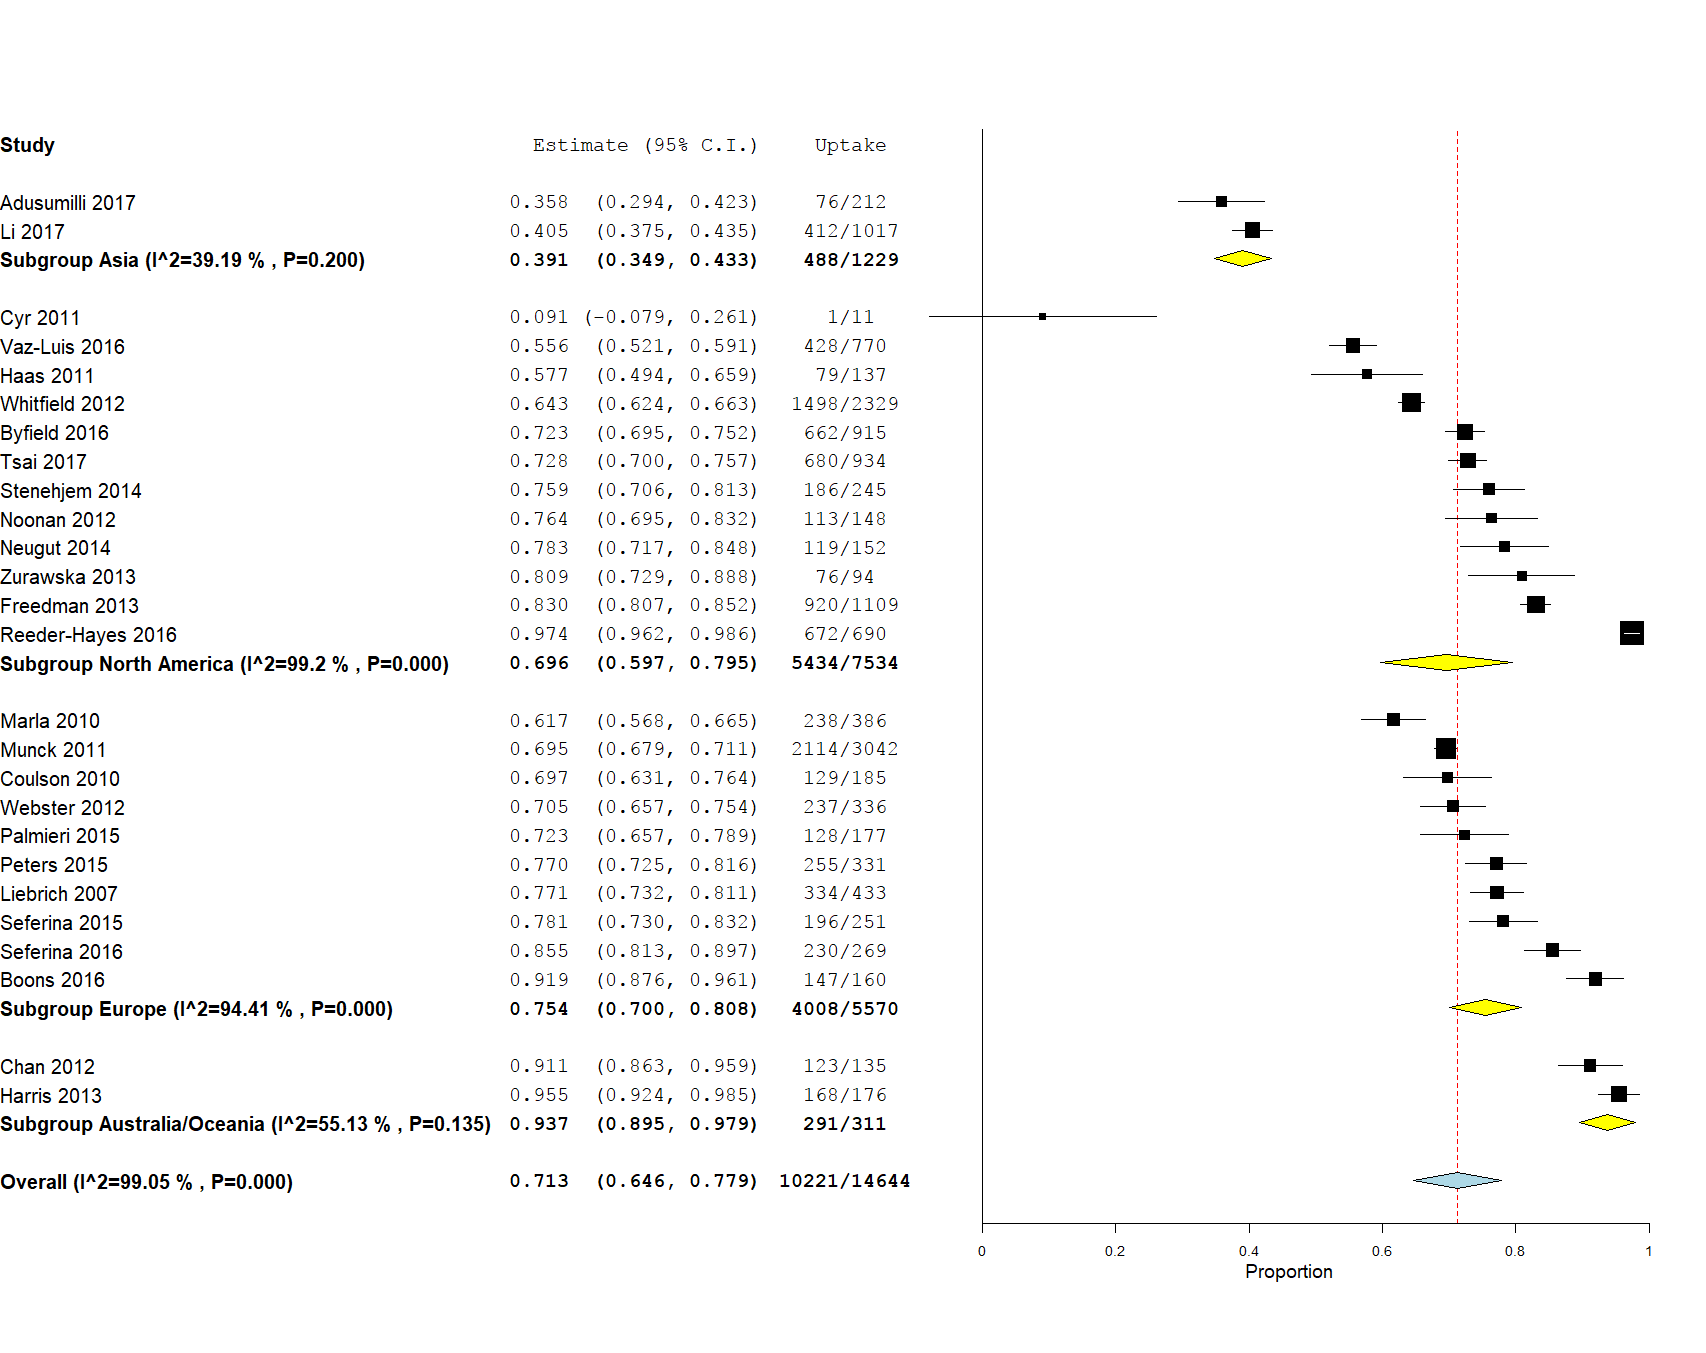 Study Estimate (95% C.I.) Uptake
Adusumilli 2017 0.358 (0.294, 0.423) 76/212
Li 2017 0.405 (0.375, 0.435) 412/1017
Subgroup Asia (I^2=39.19 % , P=0.200) 0.391 (0.349, 0.433) 488/1229
Cyr 2011 0.091 (-0.079, 0.261) 1/11
Vaz-Luis 2016 0.556 (0.521, 0.591) 428/770
Haas 2011 0.577 (0.494, 0.659) 79/137
Whitfield 2012 0.643 (0.624, 0.663) 1498/2329
Byfield 2016 0.723 (0.695, 0.752) 662/915
Tsai 2017 0.728 (0.700, 0.757) 680/934
Stenehjem 2014 0.759 (0.706, 0.813) 186/245
Noonan 2012 0.764 (0.695, 0.832) 113/148
Neugut 2014 0.783 (0.717, 0.848) 119/152
Zurawska 2013 0.809 (0.729, 0.888) 76/94
Freedman 2013 0.830 (0.807, 0.852) 920/1109
Reeder-Hayes 2016 0.974 (0.962, 0.986) 672/690
Subgroup North America (I^2=99.2 % , P=0.000) 0.696 (0.597, 0.795) 5434/7534
Marla 2010 0.617 (0.568, 0.665) 238/386
Munck 2011 0.695 (0.679, 0.711) 2114/3042
Coulson 2010 0.697 (0.631, 0.764) 129/185
Webster 2012 0.705 (0.657, 0.754) 237/336
Palmieri 2015 0.723 (0.657, 0.789) 128/177
Peters 2015 0.770 (0.725, 0.816) 255/331
Liebrich 2007 0.771 (0.732, 0.811) 334/433
Seferina 2015 0.781 (0.730, 0.832) 196/251
Seferina 2016 0.855 (0.813, 0.897) 230/269
Boons 2016 0.919 (0.876, 0.961) 147/160
Subgroup Europe (I^2=94.41 % , P=0.000) 0.754 (0.700, 0.808) 4008/5570
Chan 2012 0.911 (0.863, 0.959) 123/135
Harris 2013 0.955 (0.924, 0.985) 168/176
Subgroup Australia/Oceania (I^2=55.13 % , P=0.135) 0.937 (0.895, 0.979) 291/311
Overall (I^2=99.05 % , P=0.000) 0.713 (0.646, 0.779) 10221/14644
0 0.2 0.4 0.6 0.8 1
Proportion